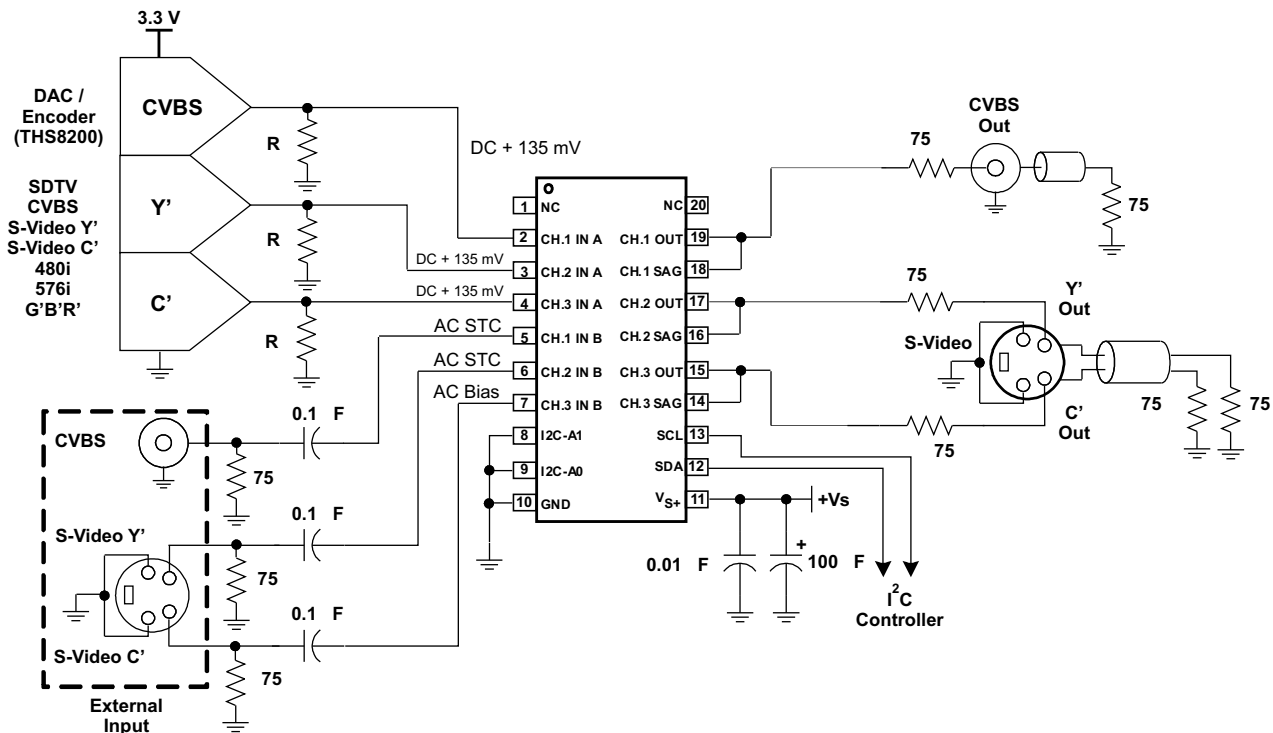 3.3 V
DAC /
Encoder
(THS8200)
SDTV
CVBS
S-Video Y'
S-Video C'
480i
576i
G'B'R'
CVBS
Y'
C'
R
R
R
DC + 135 mV
DC + 135 mV
DC + 135 mV
AC STC
AC STC
AC Bias
0.1 F
0.1 F
0.1 F
75
75
75
CVBS
S-Video Y'
S-Video C'
External
Input
1 NC
2 CH.1 IN A
3 CH.2 IN A
4 CH.3 IN A
5 CH.1 IN B
6 CH.2 IN B
7 CH.3 IN B
8 I2C-A1
9 I2C-A0
10 GND
NC 20
CH.1 OUT 19
CH.1 SAG 18
CH.2 OUT 17
CH.2 SAG 16
CH.3 OUT 15
CH.3 SAG 14
SCL 13
SDA 12
VS+ 11
75
CVBS
Out
75
75
Y'
Out
S-Video
C'
Out
75
75
75
+Vs
0.01 F
+
100 F
I2C
Controller